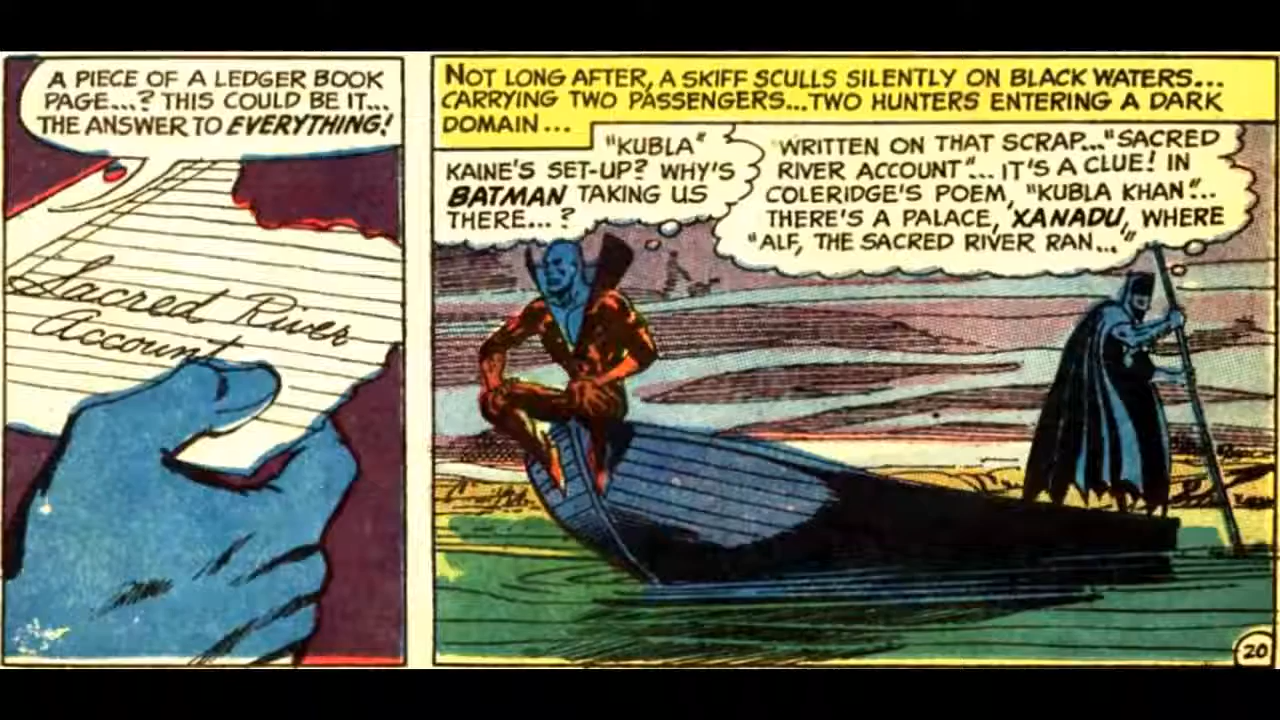 A PIECE OF A LEDGER BOOK
PAGE...? THIS COULD BE IT...
THE ANSWER TO EVERYTHING!
Sacred River
Account
NOT LONG AFTER, A SKIFF SCULLS SILENTLY ON BLACK WATERS...
CARRYING TWO PASSENGERS...TWO HUNTERS ENTERING A DARK
DOMAIN...
"KUBLA"
KAINE'S SET-UP? WHY'S
BATMAN TAKING US
THERE...?
WRITTEN ON THAT SCRAP..."SACRED
RIVER ACCOUNT"... IT'S A CLUE! IN
COLERIDGE'S POEM, "KUBLA KHAN"...
THERE'S A PALACE, XANADU, WHERE
"ALF, THE SACRED RIVER RAN..."
20